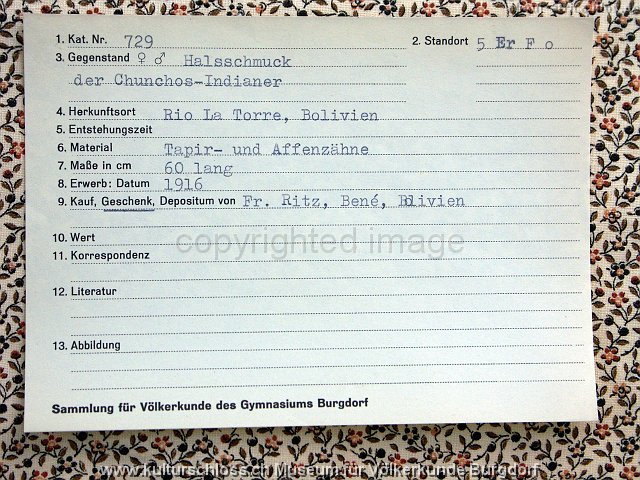 1. Kat. Nr. 729 2. Standort 5 Er F o
3. Gegenstand ♀ ♂ Halsschmuck
der Chunchos-Indianer
4. Herkunftsort Rio La Torre, Bolivien
5. Entstehungszeit
6. Material Tapir- und Affenzähne
7. Maße in cm 60 lang
8. Erwerb: Datum 1916
9. Kauf, Geschenk, Depositum von Fr. Ritz, Bené, Bolivien
10. Wert
copyrighted image
11. Korrespondenz
12. Literatur
13. Abbildung
Sammlung für Völkerkunde des Gymnasiums Burgdorf
www.kulturschloss.ch Museum für Völkerkunde Burgdorf